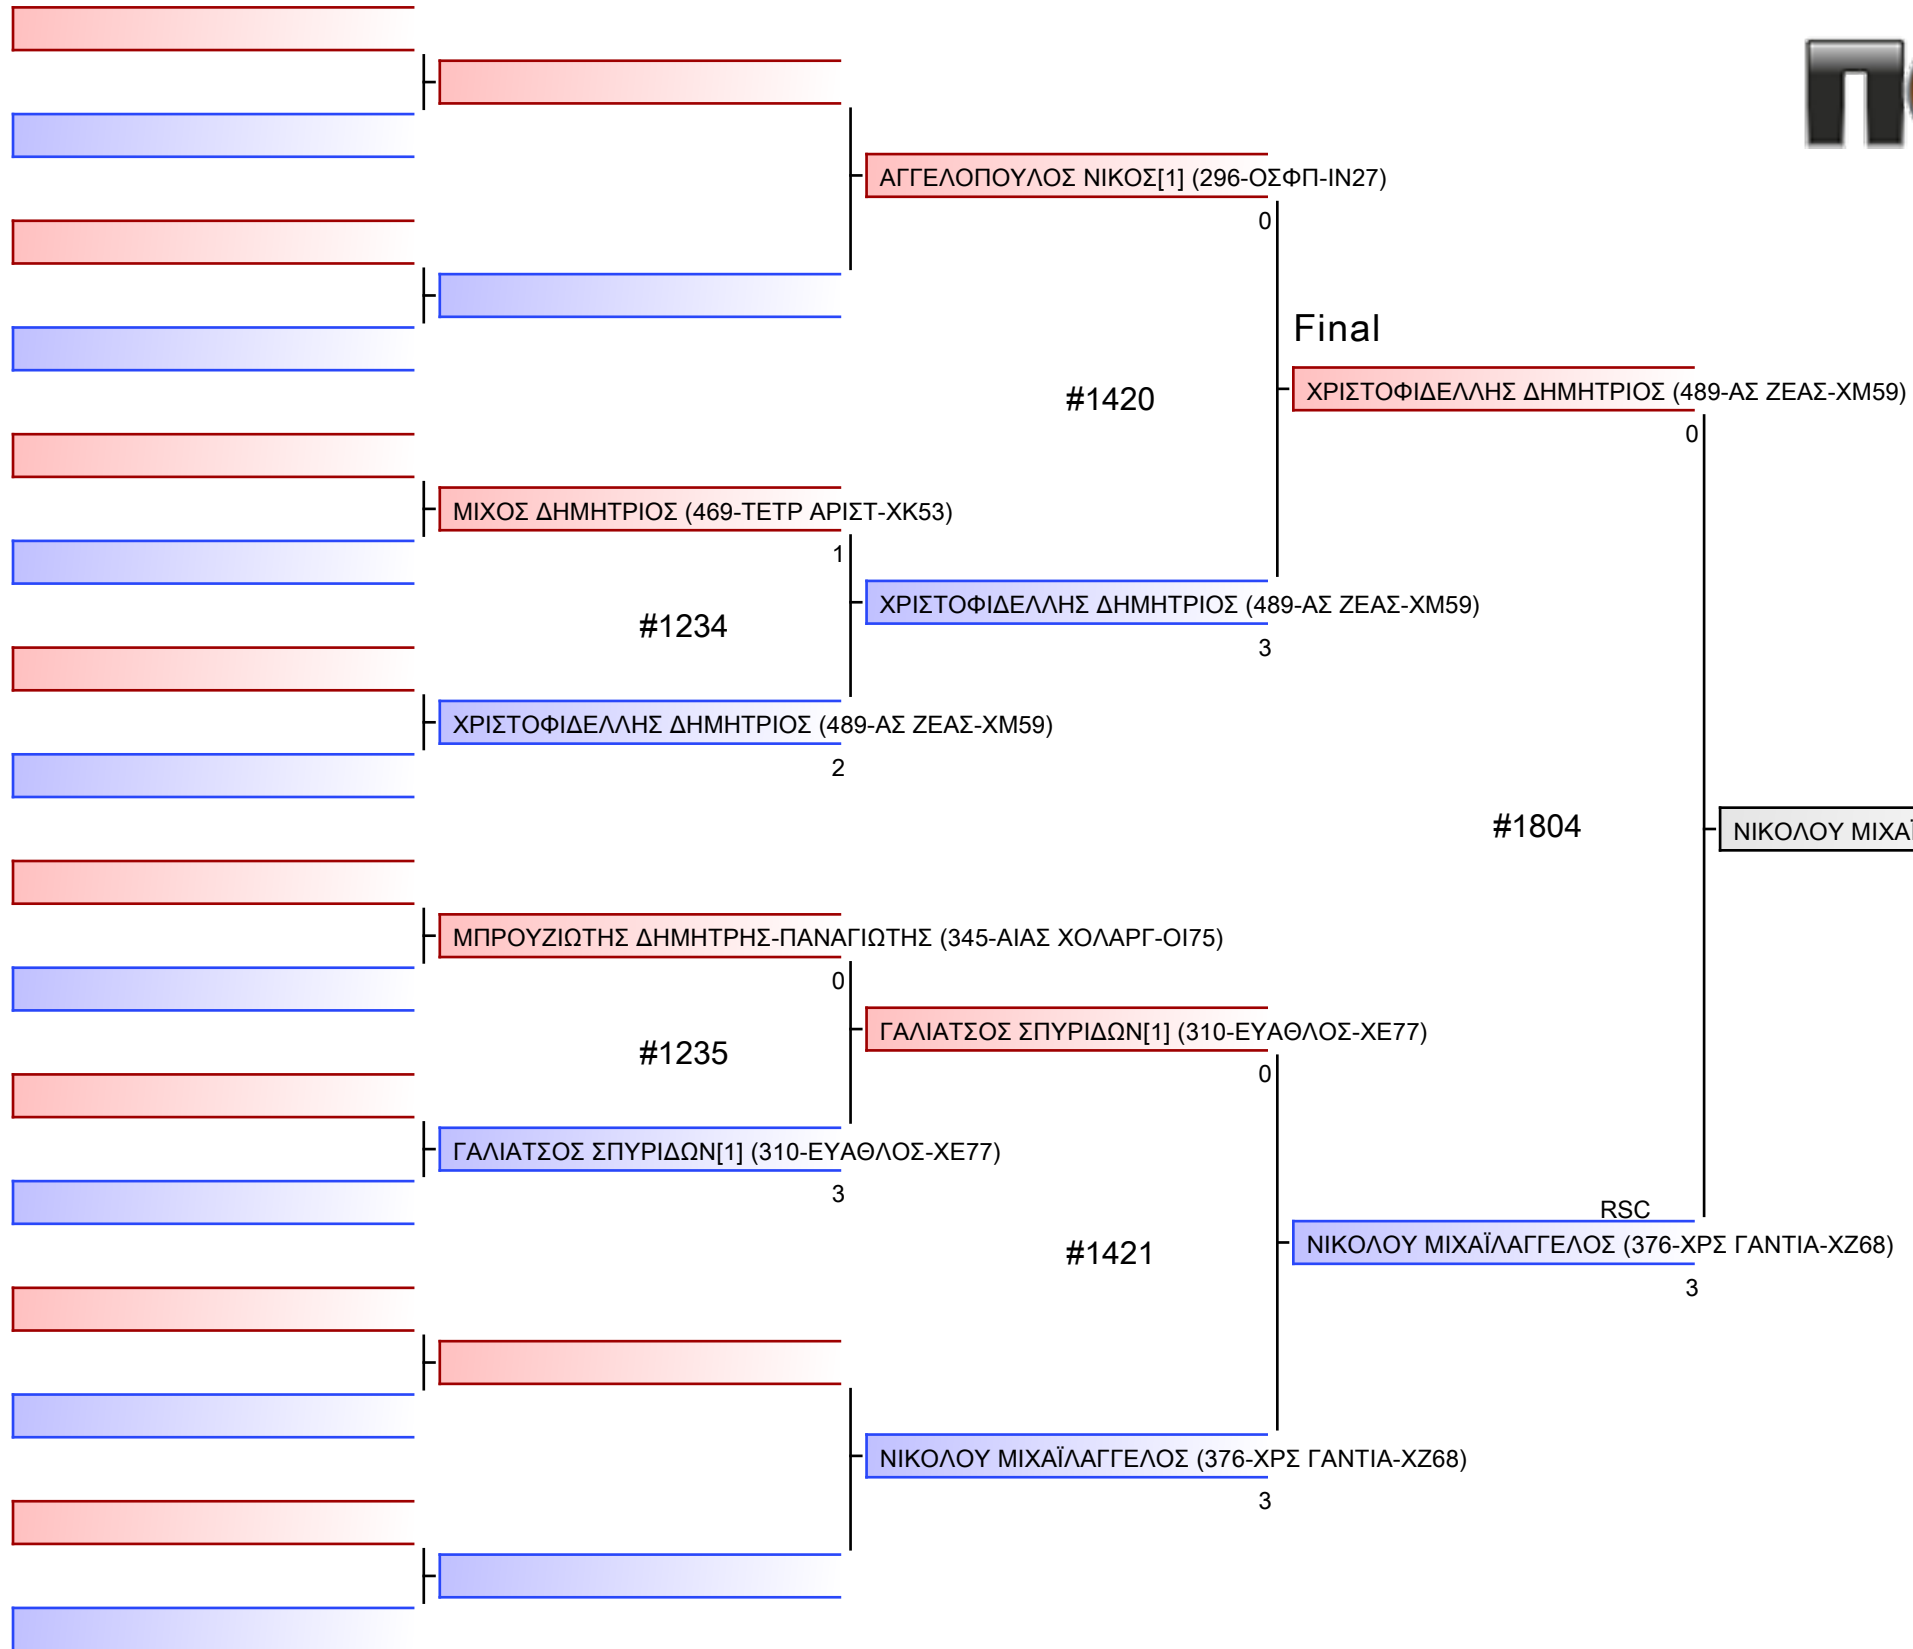 ΑΓΓΕΛΟΠΟΥΛΟΣ ΝΙΚΟΣ[1] (296-ΟΣΦΠ-ΙΝ27)
0
Final
#1420
ΧΡΙΣΤΟΦΙΔΕΛΛΗΣ ΔΗΜΗΤΡΙΟΣ (489-ΑΣ ΖΕΑΣ-ΧΜ59)
0
ΜΙΧΟΣ ΔΗΜΗΤΡΙΟΣ (469-ΤΕΤΡ ΑΡΙΣΤ-ΧΚ53)
1
#1234
ΧΡΙΣΤΟΦΙΔΕΛΛΗΣ ΔΗΜΗΤΡΙΟΣ (489-ΑΣ ΖΕΑΣ-ΧΜ59)
3
ΧΡΙΣΤΟΦΙΔΕΛΛΗΣ ΔΗΜΗΤΡΙΟΣ (489-ΑΣ ΖΕΑΣ-ΧΜ59)
2
#1804
ΝΙΚΟΛΟΥ
ΜΠΡΟΥΖΙΩΤΗΣ ΔΗΜΗΤΡΗΣ-ΠΑΝΑΓΙΩΤΗΣ (345-ΑΙΑΣ ΧΟΛΑΡΓ-ΟΙ75)
0
#1235
ΓΑΛΙΑΤΣΟΣ ΣΠΥΡΙΔΩΝ[1] (310-ΕΥΑΘΛΟΣ-ΧΕ77)
0
ΓΑΛΙΑΤΣΟΣ ΣΠΥΡΙΔΩΝ[1] (310-ΕΥΑΘΛΟΣ-ΧΕ77)
3
#1421
RSC
ΝΙΚΟΛΟΥ ΜΙΧΑΪΛΑΓΓΕΛΟΣ (376-ΧΡΣ ΓΑΝΤΙΑ-ΧΖ68)
3
ΝΙΚΟΛΟΥ ΜΙΧΑΪΛΑΓΓΕΛΟΣ (376-ΧΡΣ ΓΑΝΤΙΑ-ΧΖ68)
3